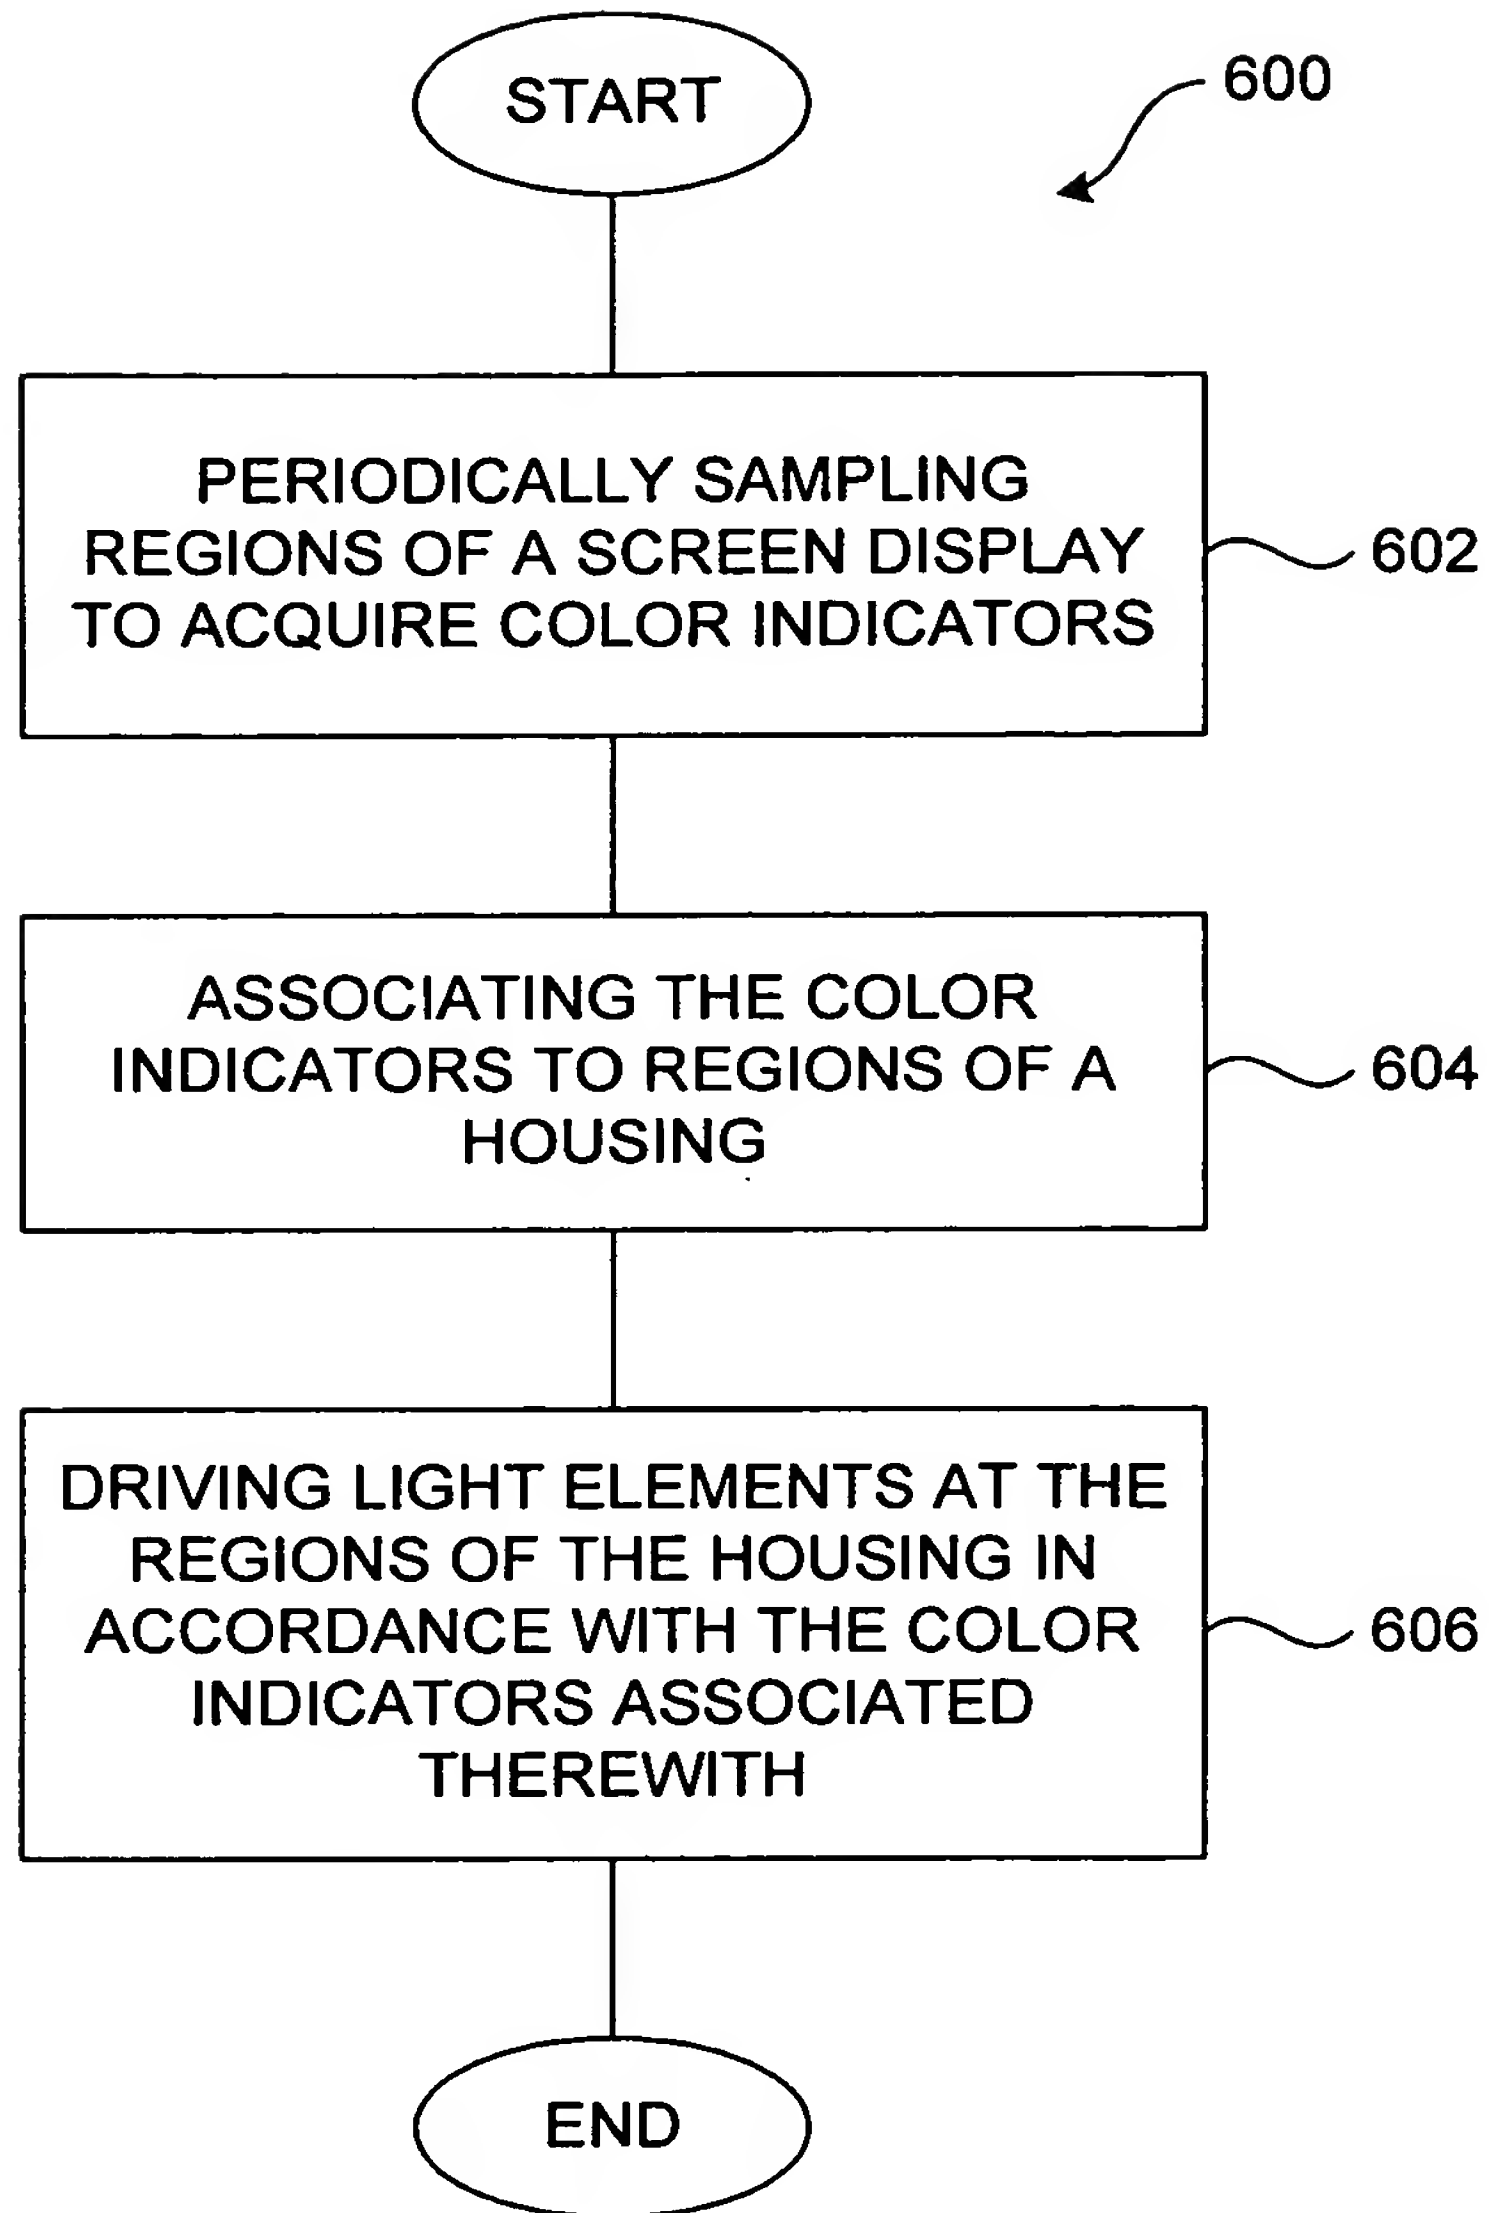 START
600
PERIODICALLY SAMPLING
REGIONS OF A SCREEN DISPLAY
TO ACQUIRE COLOR INDICATORS
602
ASSOCIATING THE COLOR
INDICATORS TO REGIONS OF A
HOUSING
604
DRIVING LIGHT ELEMENTS AT THE
REGIONS OF THE HOUSING IN
ACCORDANCE WITH THE COLOR
INDICATORS ASSOCIATED
THEREWITH
606
END